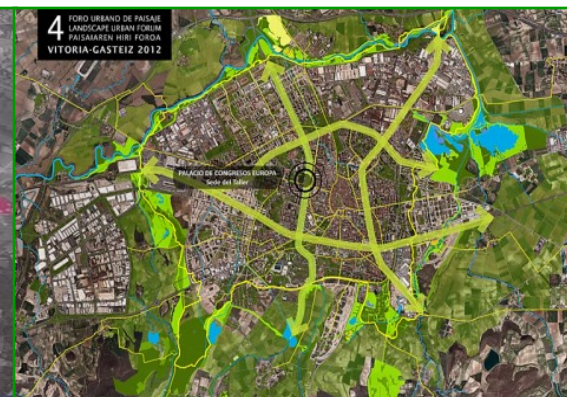 4 FORO URBANO DE PAISAJE
LANDSCAPE URBAN FORUM
PAISAIAREN HIRI FOROA
VITORIA-GASTEIZ 2012
PALACIO DE CONGRESOS EUROPA
Sede del Taller